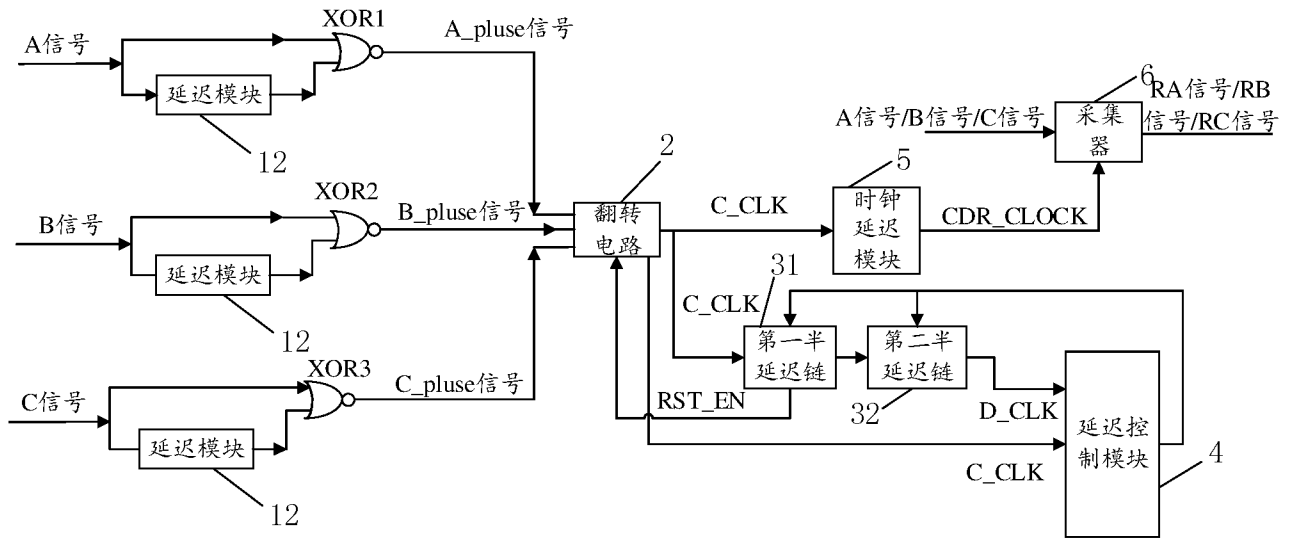 XOR1
A信号
A_pluse信号
延迟模块
12
XOR2
B信号
B_pluse信号
延迟模块
12
XOR3
C信号
C_pluse信号
延迟模块
12
2
翻转
电路
C_CLK
5
时钟
延迟
模块
CDR_CLOCK
A信号/B信号/C信号
6
采集
器
RA信号/RB
信号/RC信号
C_CLK
31
第一半
延迟链
第二半
延迟链
32
RST_EN
D_CLK
C_CLK
延迟控
制模块
4